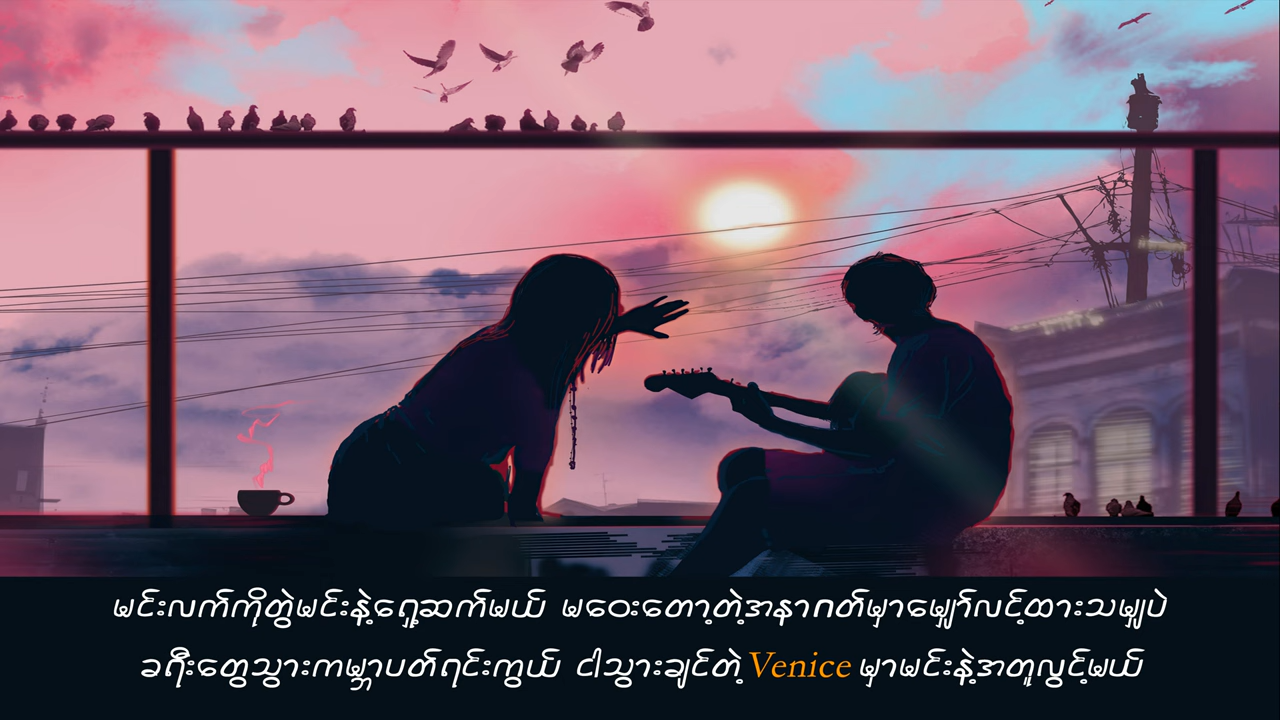 မင်းလက်ကိုတွဲမင်းနဲ့ရှေ့ဆက်မယ် မဝေးတော့တဲ့အနာဂတ်မှာမျှော်လင့်ထားသမျှပဲ
ခရီးတွေသွားကမ္ဘာပတ်ရင်းကွယ် ငါသွားချင်တဲ့ Venice မှာမင်းနဲ့အတူလွင့်မယ်